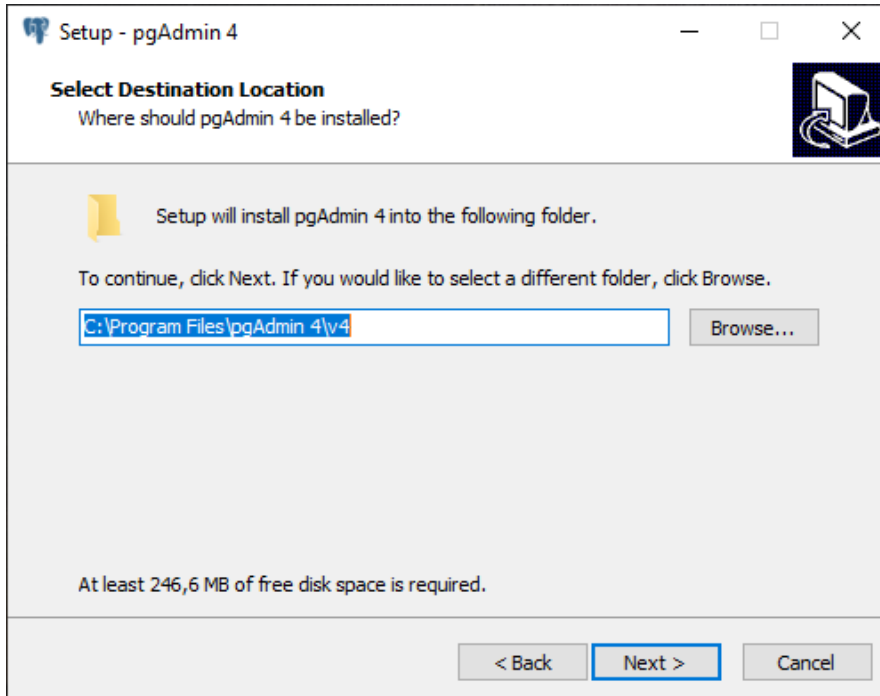 Setup - pgAdmin 4
Select Destination Location
Where should pgAdmin 4 be installed?
Setup will install pgAdmin 4 into the following folder.
To continue, click Next. If you would like to select a different folder, click Browse.
C:\Program Files\pgAdmin 4\v4
Browse...
At least 246,6 MB of free disk space is required.
< Back
Next >
Cancel